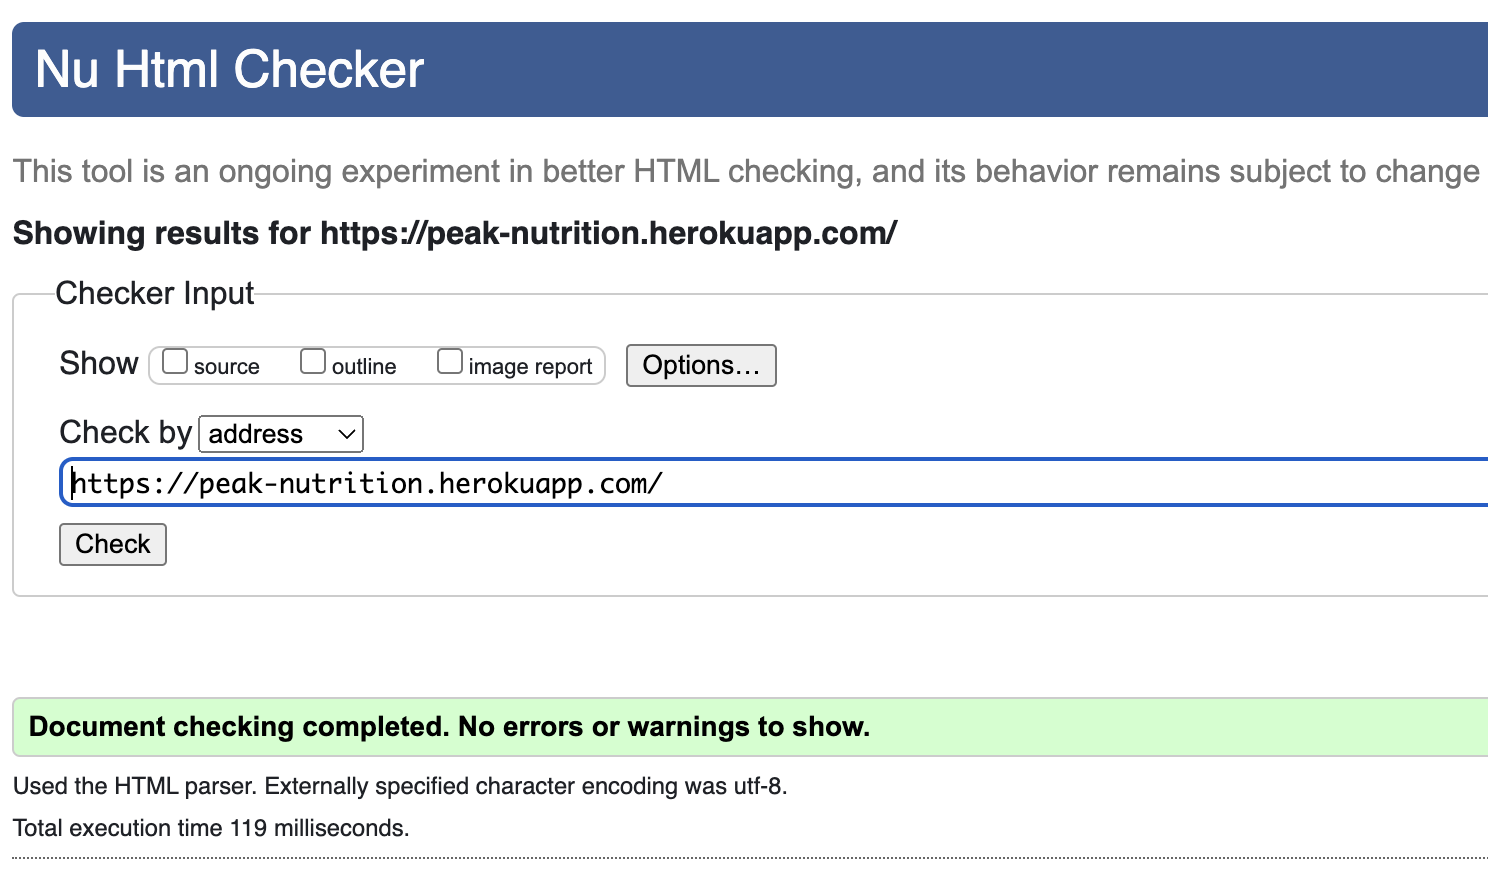 Nu Html Checker
This tool is an ongoing experiment in better HTML checking, and its behavior remains subject to change
Showing results for https://peak-nutrition.herokuapp.com/
Checker Input
Show source outline image report Options…
Check by address
https://peak-nutrition.herokuapp.com/
Check
Document checking completed. No errors or warnings to show.
Used the HTML parser. Externally specified character encoding was utf-8.
Total execution time 119 milliseconds.